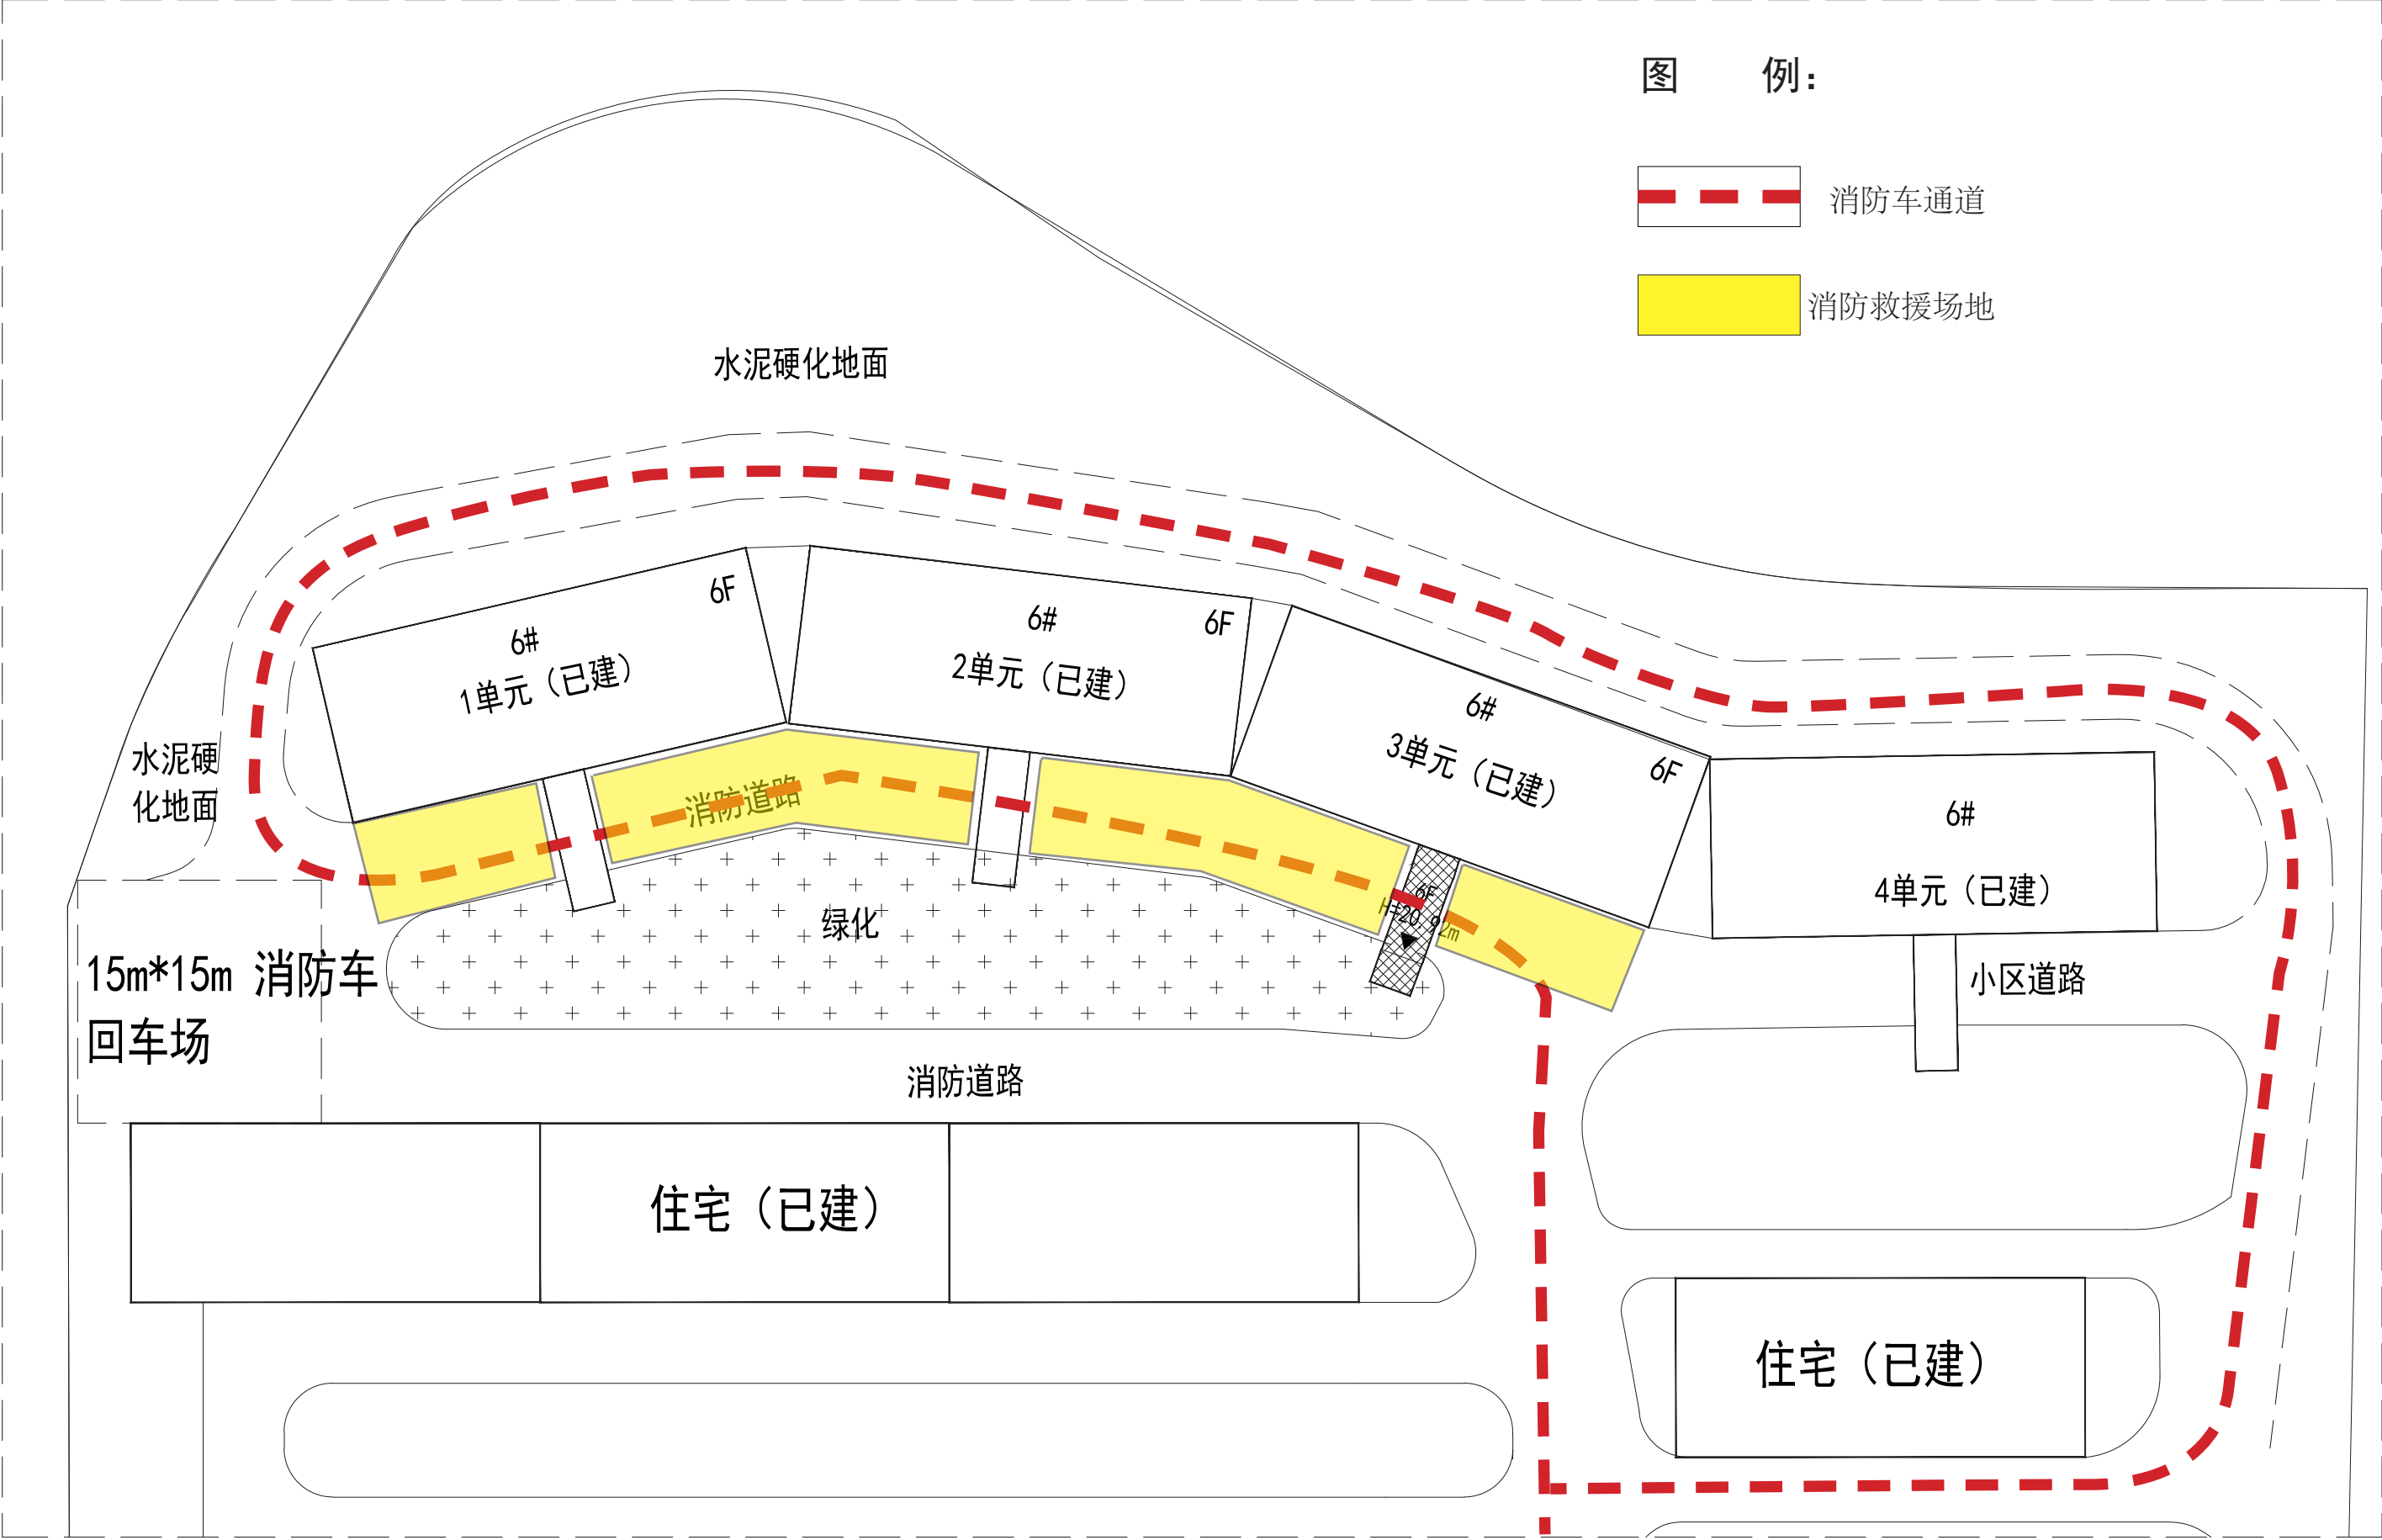 图 例:
消防车通道
消防救援场地
水泥硬化地面
6F
6#
1单元（已建）
6#
6F
2单元（已建）
6#
3单元（已建）
6F
水泥硬
化地面
消防道路
6#
4单元（已建）
6F
H=20.92m
绿化
15m*15m 消防车
回车场
小区道路
消防道路
住宅（已建）
住宅（已建）